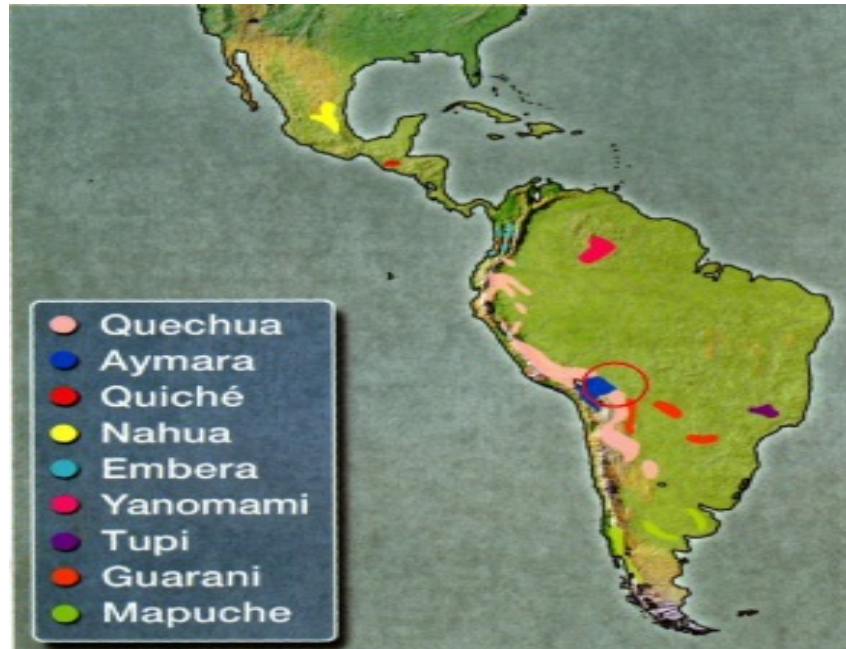 Quechua
Aymara
Quiché
Nahua
Embera
Yanomami
Tupi
Guarani
Mapuche